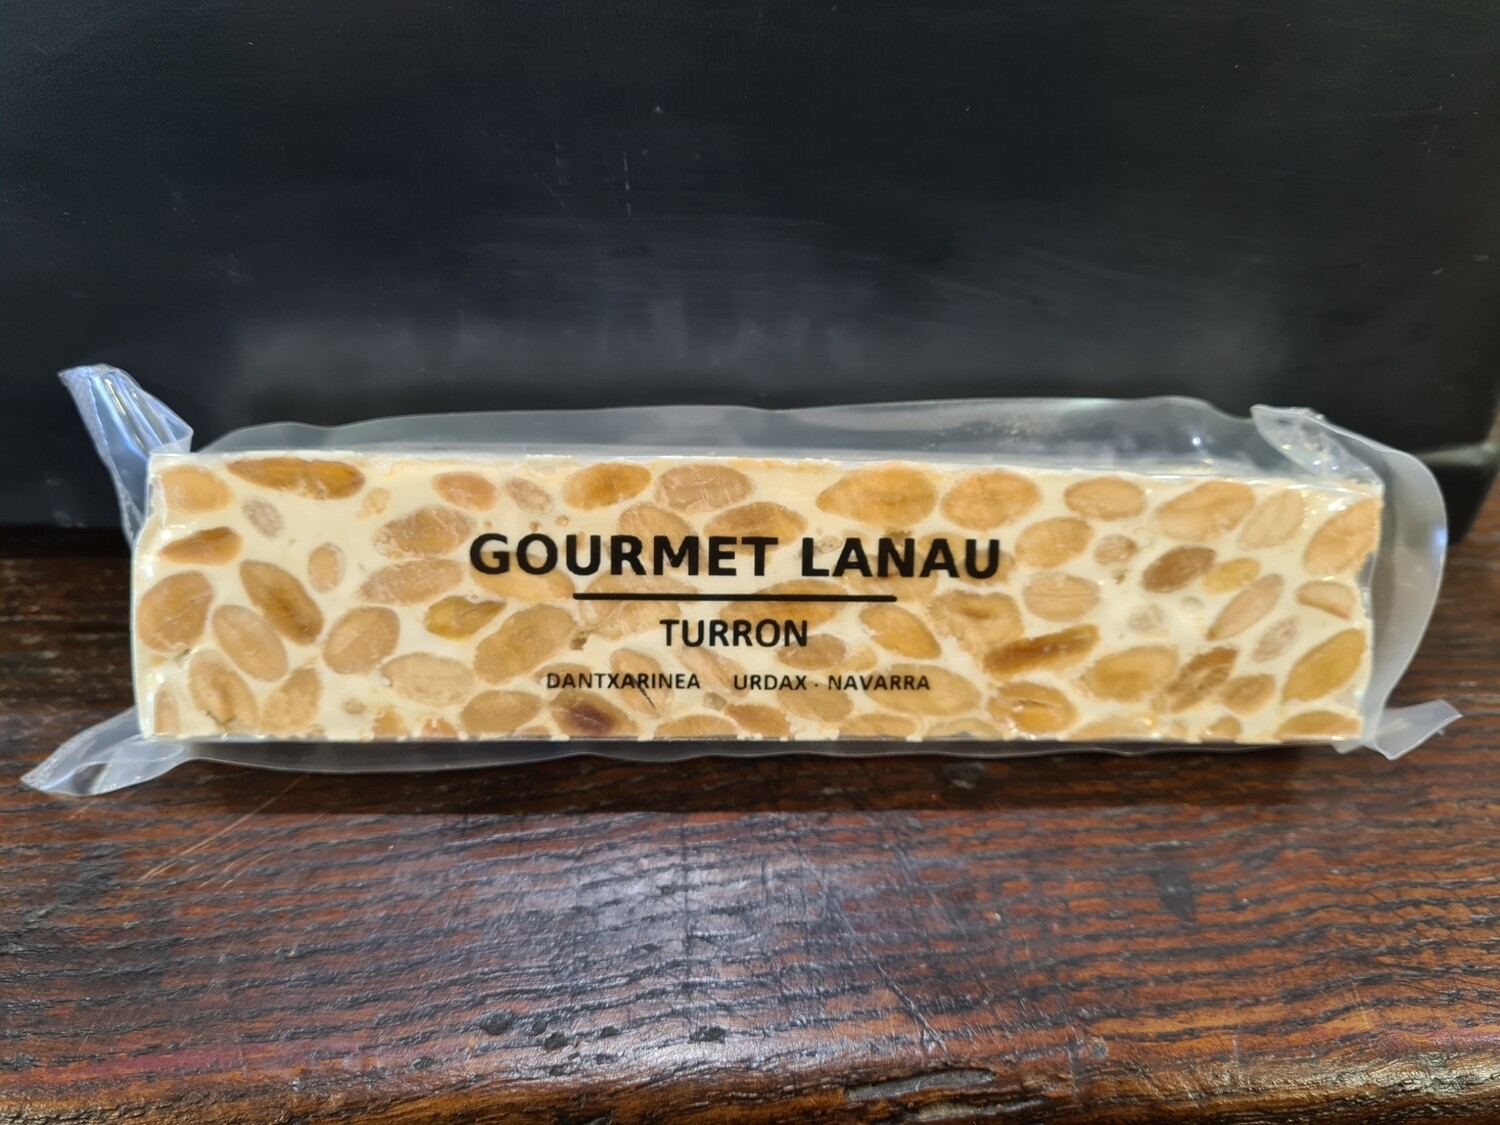 GOURMET LANAU
TURRON
DANTXARINEA URDAX · NAVARRA